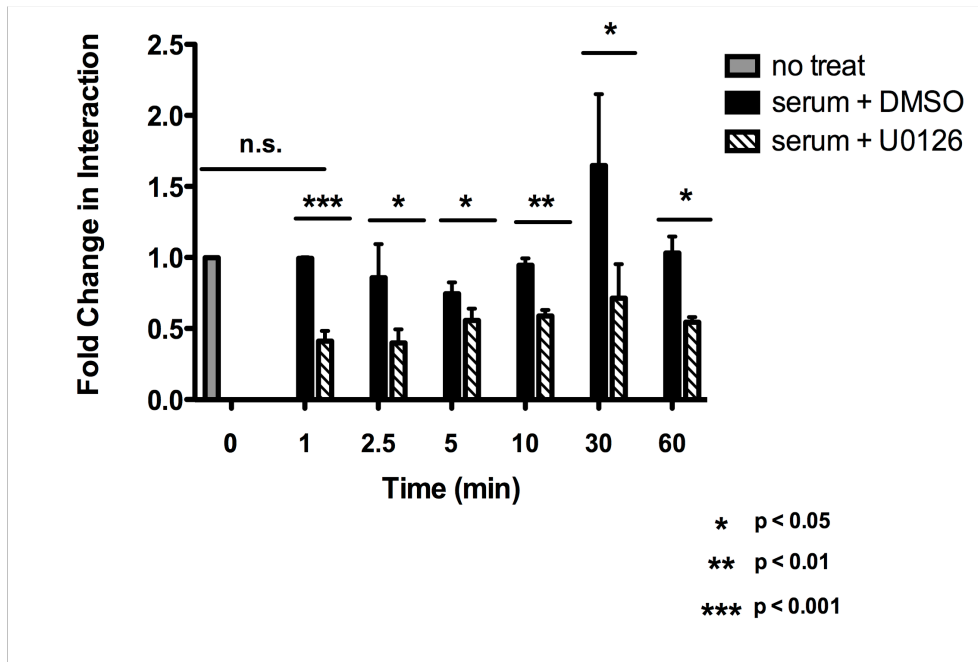 Fold Change in Interaction
2.5
2.0
1.5
1.0
0.5
0.0
n.s.
***
*
*
**
*
*
0 1 2.5 5 10 30 60
Time (min)
no treat
serum + DMSO
serum + U0126
* p < 0.05
** p < 0.01
*** p < 0.001